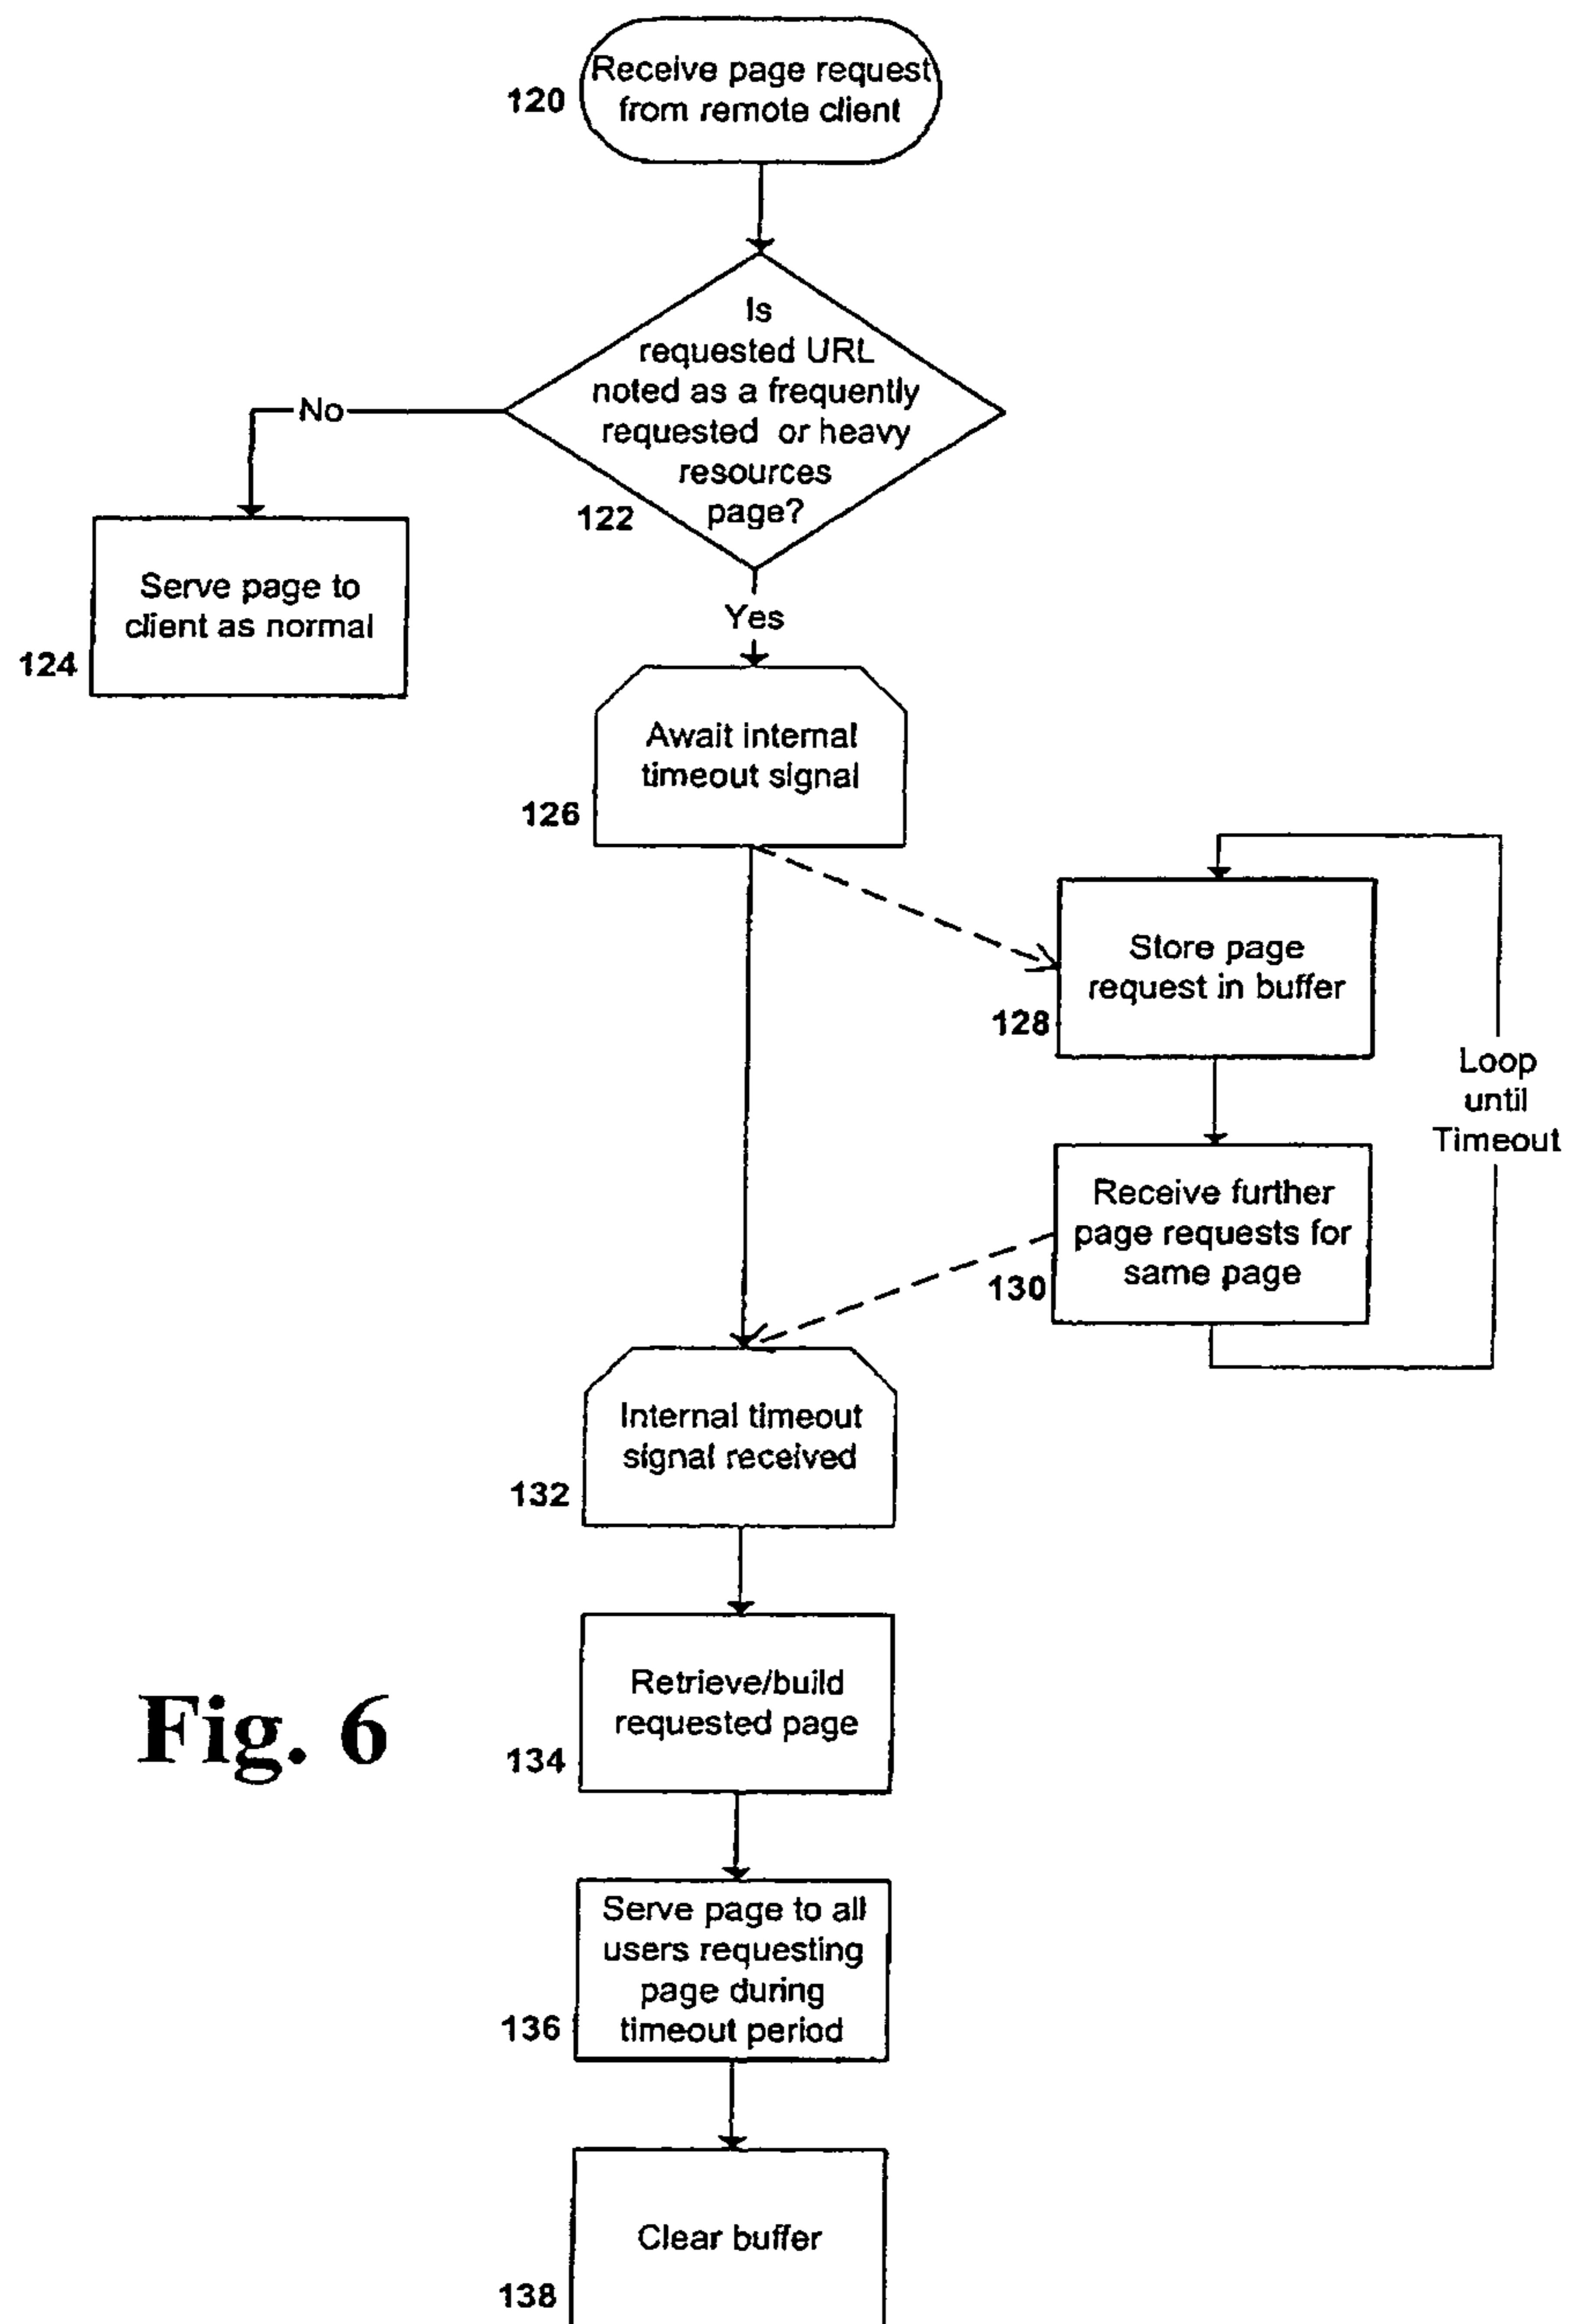 Receive page request
from remote client
120
Is
requested URL
noted as a frequently
requested or heavy
resources
page?
122
No
Serve page to
client as normal
124
Yes
Await internal
timeout signal
126
Store page
request in buffer
128
Loop
until
Timeout
Receive further
page requests for
same page
130
Internal timeout
signal received
132
Retrieve/build
requested page
134
Fig. 6
Serve page to all
users requesting
page during
timeout period
136
Clear buffer
138